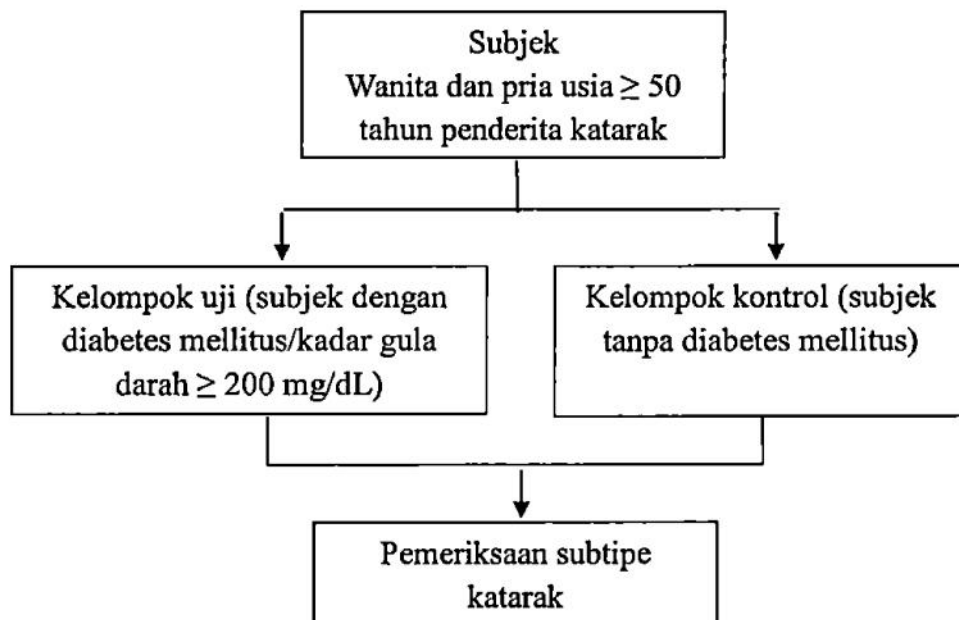 Subjek
Wanita dan pria usia ≥ 50
tahun penderita katarak
Kelompok uji (subjek dengan
diabetes mellitus/kadar gula
darah ≥ 200 mg/dL)
Kelompok kontrol (subjek
tanpa diabetes mellitus)
Pemeriksaan subtipe
katarak